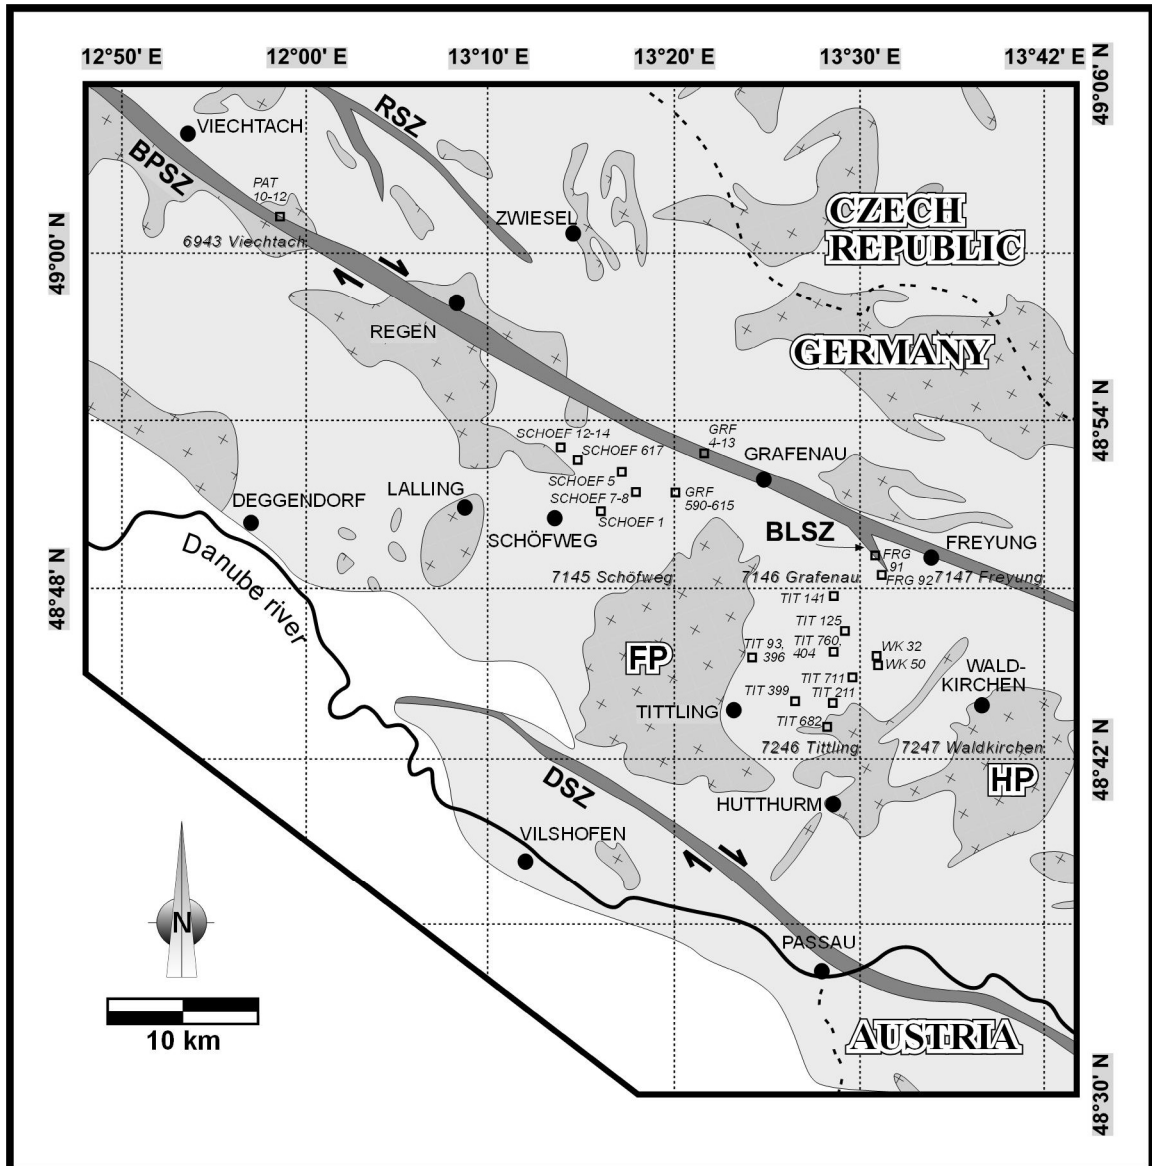 12°50' E 12°00' E 13°10' E 13°20' E 13°30' E 13°42' E
49°06' N
RSZ
VIECHTACH
BPSZ
PAT
10-12
ZWIESEL
CZECH
REPUBLIC
6943 Viechtach
49°00' N
REGEN
GERMANY
48°54' N
SCHOEF 12-14
GRF
4-13
SCHOEF 617
GRAFENAU
SCHOEF 5
LALLING
DEGGENDORF
SCHOEF 7-8
GRF
590-615
SCHOEF 1
SCHÖFWEG
BLSZ
FREYUNG
FRG
91
Danube river
48°48' N
7145 Schöfweg
7146 Grafenau
FRG 92
7147 Freyung
TIT 141
TIT 125
TIT 93,
396
TIT 760,
404
WK 32
WK 50
FP
WALD-
KIRCHEN
TIT 711
TIT 399
TIT 211
TITTLING
TIT 682
7246 Tittling
7247 Waldkirchen
48°42' N
DSZ
HP
HUTTHURM
VILSHOFEN
N
PASSAU
10 km
AUSTRIA
48°30' N